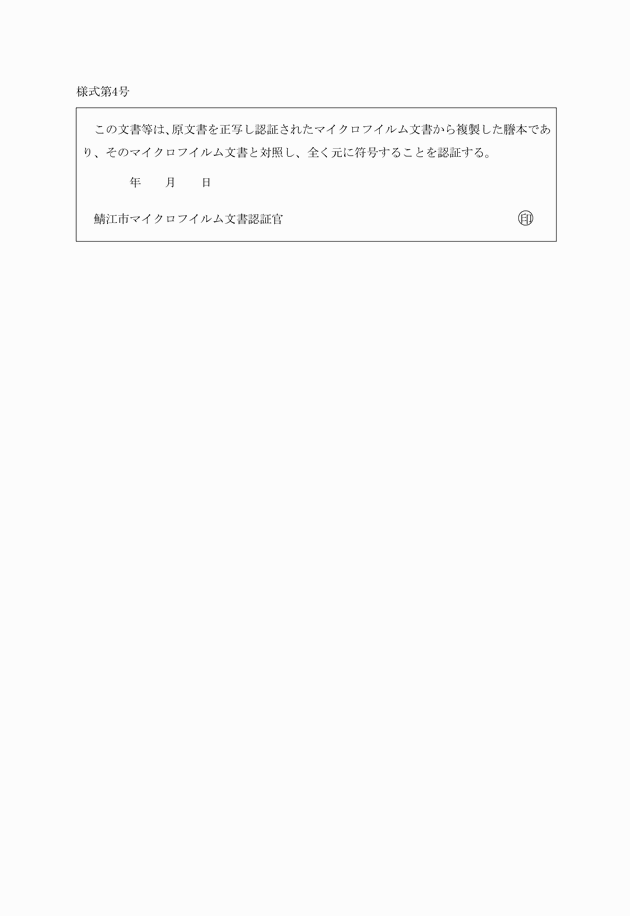 様式第4号
この文書等は、原文書を正写し認証されたマイクロフイルム文書から複製した謄本であ
り、そのマイクロフイルム文書と対照し、全く元に符号することを認証する。
年　　月　　日
鯖江市マイクロフイルム文書認証官　　㊞